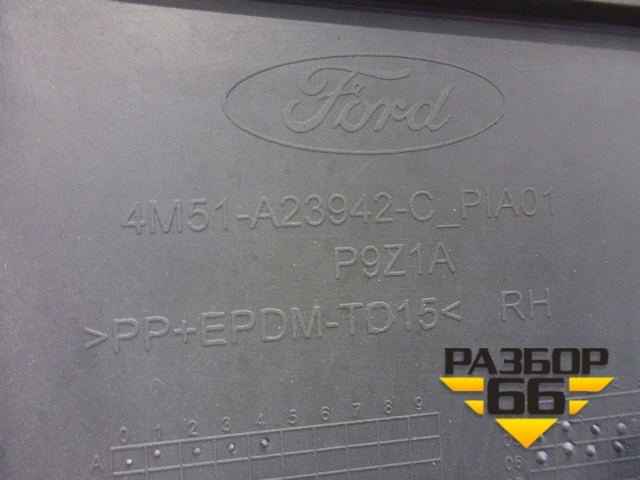 Ford
4M51-A23942-C_PIA01
P9Z1A
>PP+EPDM-TD15< RH
РАЗБОР
66
0 1 2 3 4 5 6 7 8 9
A